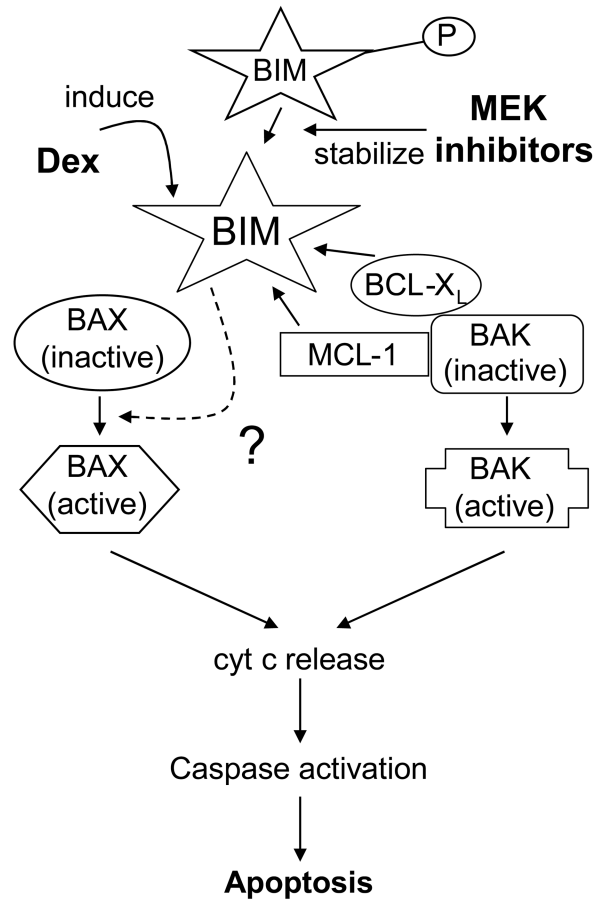 P
BIM
induce
MEK
inhibitors
stabilize
Dex
BIM
BCL-XL
BAX
(inactive)
MCL-1
BAK
(inactive)
?
BAX
(active)
BAK
(active)
cyt c release
Caspase activation
Apoptosis